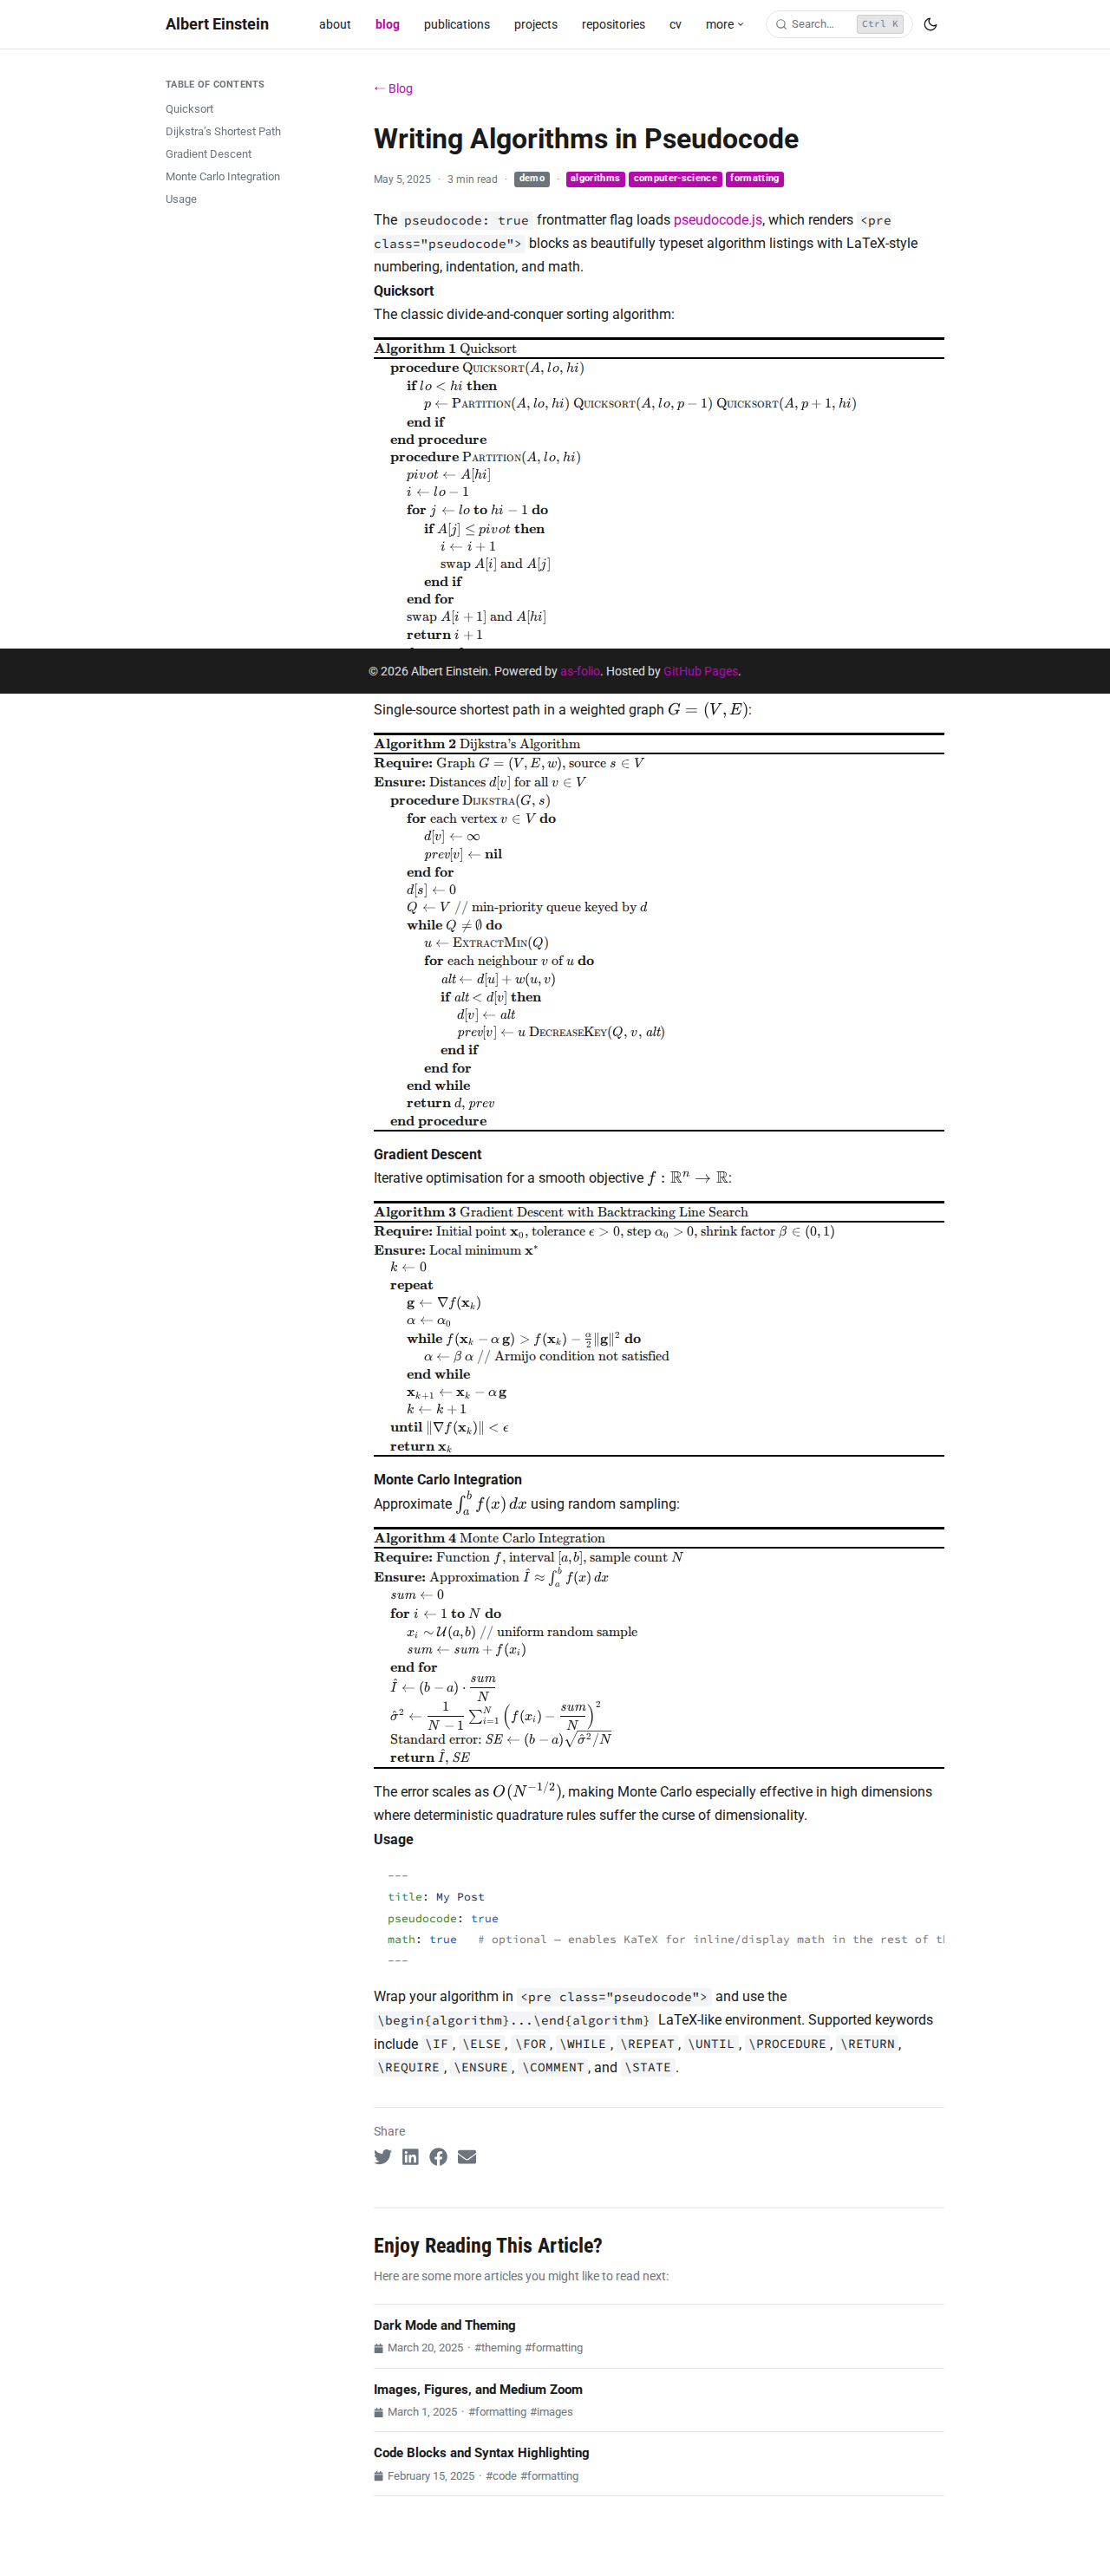 Albert Einstein
about blog publications projects repositories cv more Search... Ctrl K
TABLE OF CONTENTS
Quicksort
Dijkstra's Shortest Path
Gradient Descent
Monte Carlo Integration
Usage
← Blog
Writing Algorithms in Pseudocode
May 5, 2025 · 3 min read · demo · algorithms computer-science formatting
The pseudocode: true frontmatter flag loads pseudocode.js, which renders <pre
class="pseudocode"> blocks as beautifully typeset algorithm listings with LaTeX-style
numbering, indentation, and math.
Quicksort
The classic divide-and-conquer sorting algorithm:
Algorithm 1 Quicksort
procedure Quicksort(A, lo, hi)
if lo < hi then
p ← Partition(A, lo, hi) Quicksort(A, lo, p − 1) Quicksort(A, p + 1, hi)
end if
end procedure
procedure Partition(A, lo, hi)
pivot ← A[hi]
i ← lo − 1
for j ← lo to hi − 1 do
if A[j] ≤ pivot then
i ← i + 1
swap A[i] and A[j]
end if
end for
swap A[i + 1] and A[hi]
return i + 1
© 2026 Albert Einstein. Powered by as-folio. Hosted by GitHub Pages.
Single-source shortest path in a weighted graph G = (V, E):
Algorithm 2 Dijkstra's Algorithm
Require: Graph G = (V, E, w), source s ∈ V
Ensure: Distances d[v] for all v ∈ V
procedure Dijkstra(G, s)
for each vertex v ∈ V do
d[v] ← ∞
prev[v] ← nil
end for
d[s] ← 0
Q ← V // min-priority queue keyed by d
while Q ≠ ∅ do
u ← ExtractMin(Q)
for each neighbour v of u do
alt ← d[u] + w(u, v)
if alt < d[v] then
d[v] ← alt
prev[v] ← u DecreaseKey(Q, v, alt)
end if
end for
end while
return d, prev
end procedure
Gradient Descent
Iterative optimisation for a smooth objective f : ℝⁿ → ℝ:
Algorithm 3 Gradient Descent with Backtracking Line Search
Require: Initial point x₀, tolerance ϵ > 0, step α₀ > 0, shrink factor β ∈ (0, 1)
Ensure: Local minimum x*
k ← 0
repeat
g ← ∇f(xₖ)
α ← α₀
while f(xₖ − α g) > f(xₖ) − α/2 ‖g‖² do
α ← β α // Armijo condition not satisfied
end while
xₖ₊₁ ← xₖ − α g
k ← k + 1
until ‖∇f(xₖ)‖ < ϵ
return xₖ
Monte Carlo Integration
Approximate ∫ₐᵇ f(x) dx using random sampling:
Algorithm 4 Monte Carlo Integration
Require: Function f, interval [a, b], sample count N
Ensure: Approximation Î ≈ ∫ₐᵇ f(x) dx
sum ← 0
for i ← 1 to N do
xᵢ ∼ 𝒰(a, b) // uniform random sample
sum ← sum + f(xᵢ)
end for
Î ← (b − a) · sum/N
σ̂² ← 1/(N − 1) ∑ᵢ₌₁ᴺ (f(xᵢ) − sum/N)²
Standard error: SE ← (b − a)√(σ̂²/N)
return Î, SE
The error scales as O(N^−1/2), making Monte Carlo especially effective in high dimensions
where deterministic quadrature rules suffer the curse of dimensionality.
Usage
---
title: My Post
pseudocode: true
math: true # optional — enables KaTeX for inline/display math in the rest of th
---
Wrap your algorithm in <pre class="pseudocode"> and use the
\begin{algorithm}...\end{algorithm} LaTeX-like environment. Supported keywords
include \IF, \ELSE, \FOR, \WHILE, \REPEAT, \UNTIL, \PROCEDURE, \RETURN,
\REQUIRE, \ENSURE, \COMMENT, and \STATE.
Share
Enjoy Reading This Article?
Here are some more articles you might like to read next:
Dark Mode and Theming
March 20, 2025 · #theming #formatting
Images, Figures, and Medium Zoom
March 1, 2025 · #formatting #images
Code Blocks and Syntax Highlighting
February 15, 2025 · #code #formatting